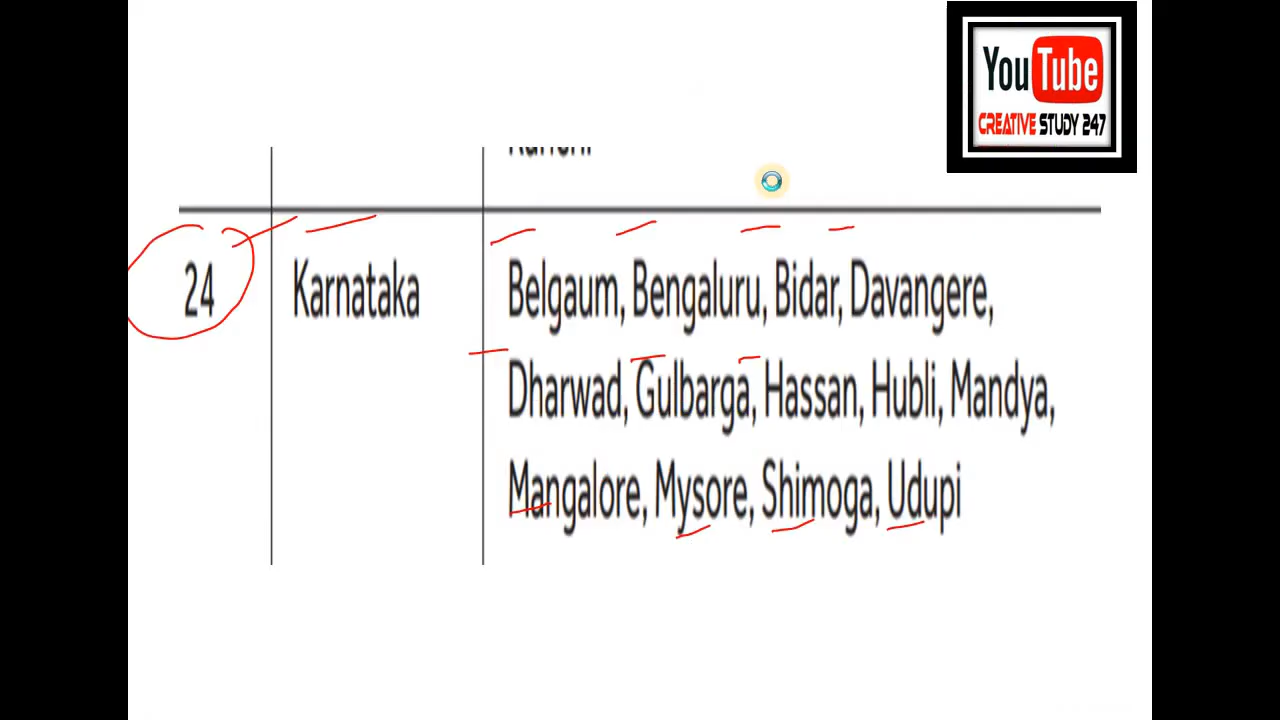 YouTube
CREATIVE STUDY 247
24 Karnataka Belgaum, Bengaluru, Bidar, Davangere,
Dharwad, Gulbarga, Hassan, Hubli, Mandya,
Mangalore, Mysore, Shimoga, Udupi